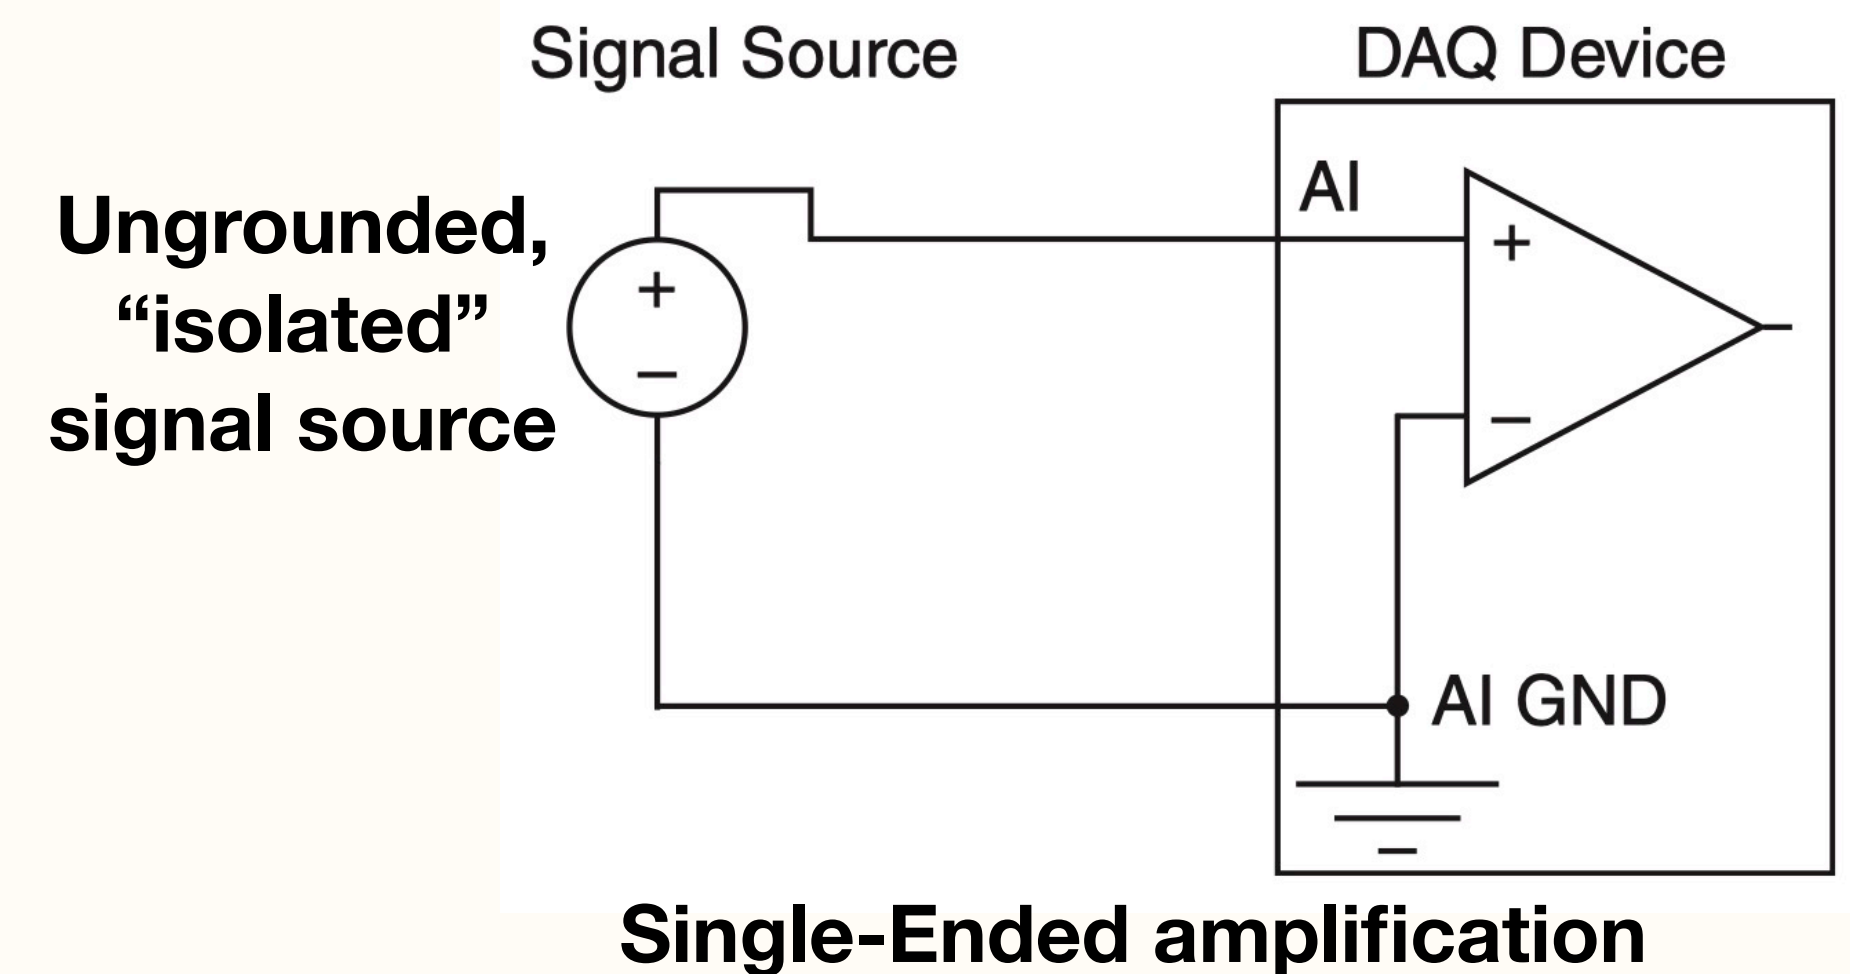 Signal Source
DAQ Device
Ungrounded,
“isolated”
signal source
AI
+
−
+
−
AI GND
Single-Ended amplification